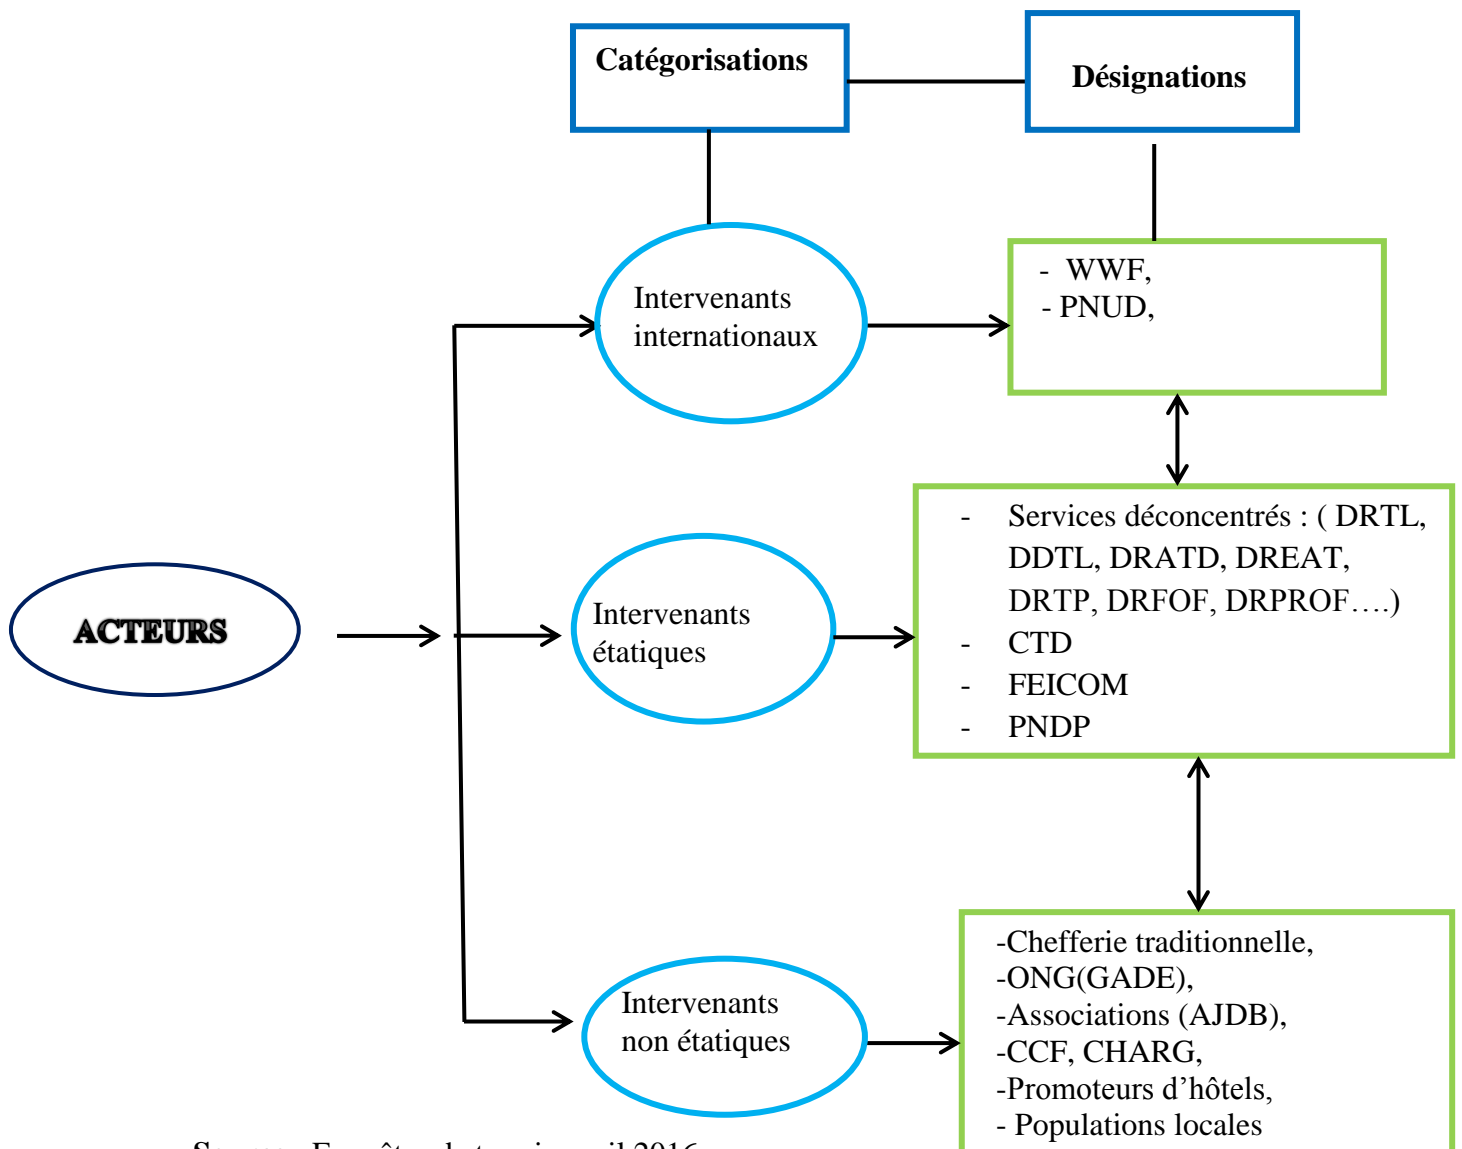 Catégorisations
Désignations
Intervenants
internationaux
- WWF,
- PNUD,
ACTEURS
Intervenants
étatiques
- Services déconcentrés : ( DRTL,
DDTL, DRATD, DREAT,
DRTP, DRFOF, DRPROF….)
- CTD
- FEICOM
- PNDP
Intervenants
non étatiques
-Chefferie traditionnelle,
-ONG(GADE),
-Associations (AJDB),
-CCF, CHARG,
-Promoteurs d’hôtels,
- Populations locales
2016